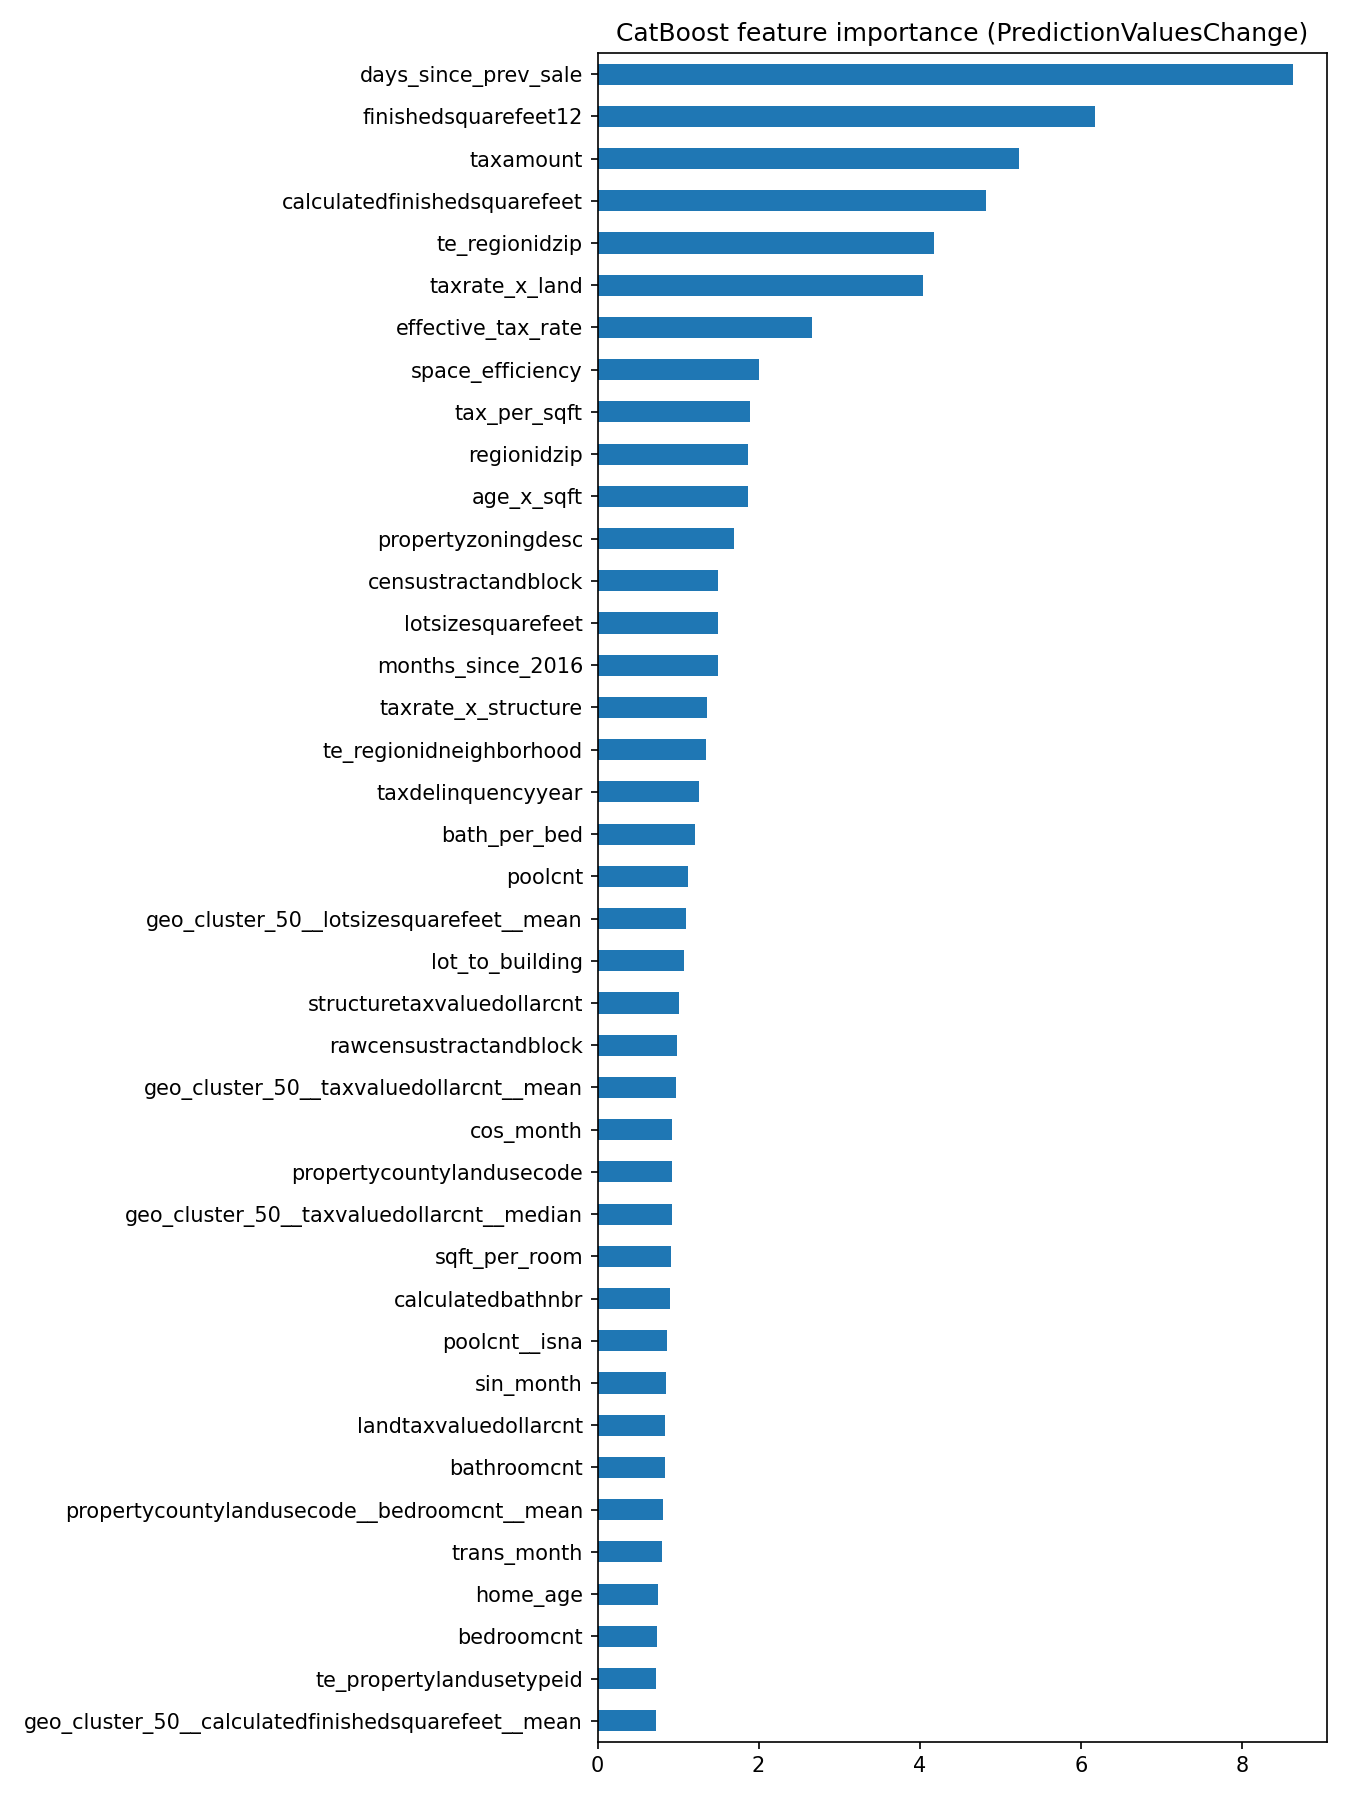 CatBoost feature importance (PredictionValuesChange)
days_since_prev_sale
finishedsquarefeet12
taxamount
calculatedfinishedsquarefeet
te_regionidzip
taxrate_x_land
effective_tax_rate
space_efficiency
tax_per_sqft
regionidzip
age_x_sqft
propertyzoningdesc
censustractandblock
lotsizesquarefeet
months_since_2016
taxrate_x_structure
te_regionidneighborhood
taxdelinquencyyear
bath_per_bed
poolcnt
geo_cluster_50__lotsizesquarefeet__mean
lot_to_building
structuretaxvaluedollarcnt
rawcensustractandblock
geo_cluster_50__taxvaluedollarcnt__mean
cos_month
propertycountylandusecode
geo_cluster_50__taxvaluedollarcnt__median
sqft_per_room
calculatedbathnbr
poolcnt__isna
sin_month
landtaxvaluedollarcnt
bathroomcnt
propertycountylandusecode__bedroomcnt__mean
trans_month
home_age
bedroomcnt
te_propertylandusetypeid
geo_cluster_50__calculatedfinishedsquarefeet__mean
0 2 4 6 8